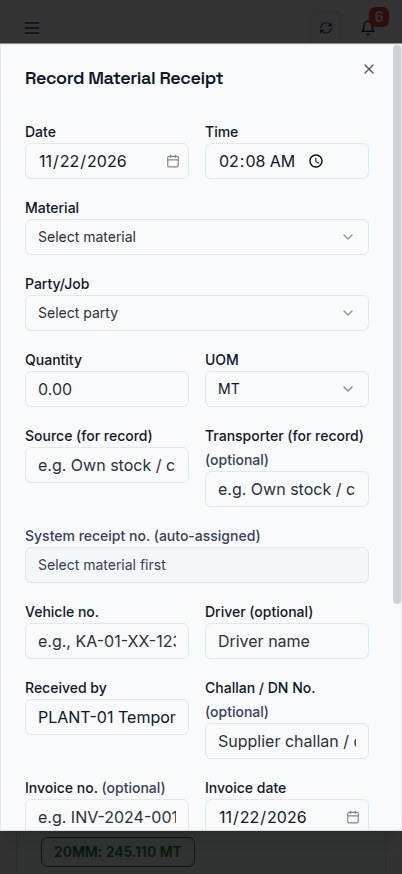 6
Record Material Receipt
Date Time
11/22/2026 02:08 AM
Material
Select material
Party/Job
Select party
Quantity UOM
0.00 MT
Source (for record) Transporter (for record)
(optional)
e.g. Own stock / c
e.g. Own stock / c
System receipt no. (auto-assigned)
Select material first
Vehicle no. Driver (optional)
e.g., KA-01-XX-123 Driver name
Received by Challan / DN No.
(optional)
PLANT-01 Tempor
Supplier challan /
Invoice no. (optional) Invoice date
e.g. INV-2024-001 11/22/2026
20MM: 245.110 MT